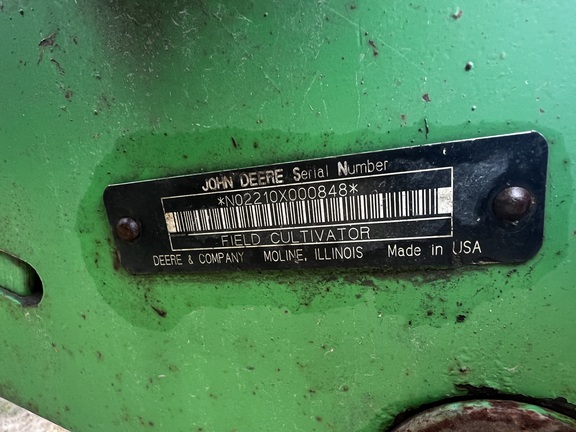 JOHN DEERE Serial Number
*N02210X000848*
FIELD CULTIVATOR
DEERE & COMPANY MOLINE, ILLINOIS Made in USA